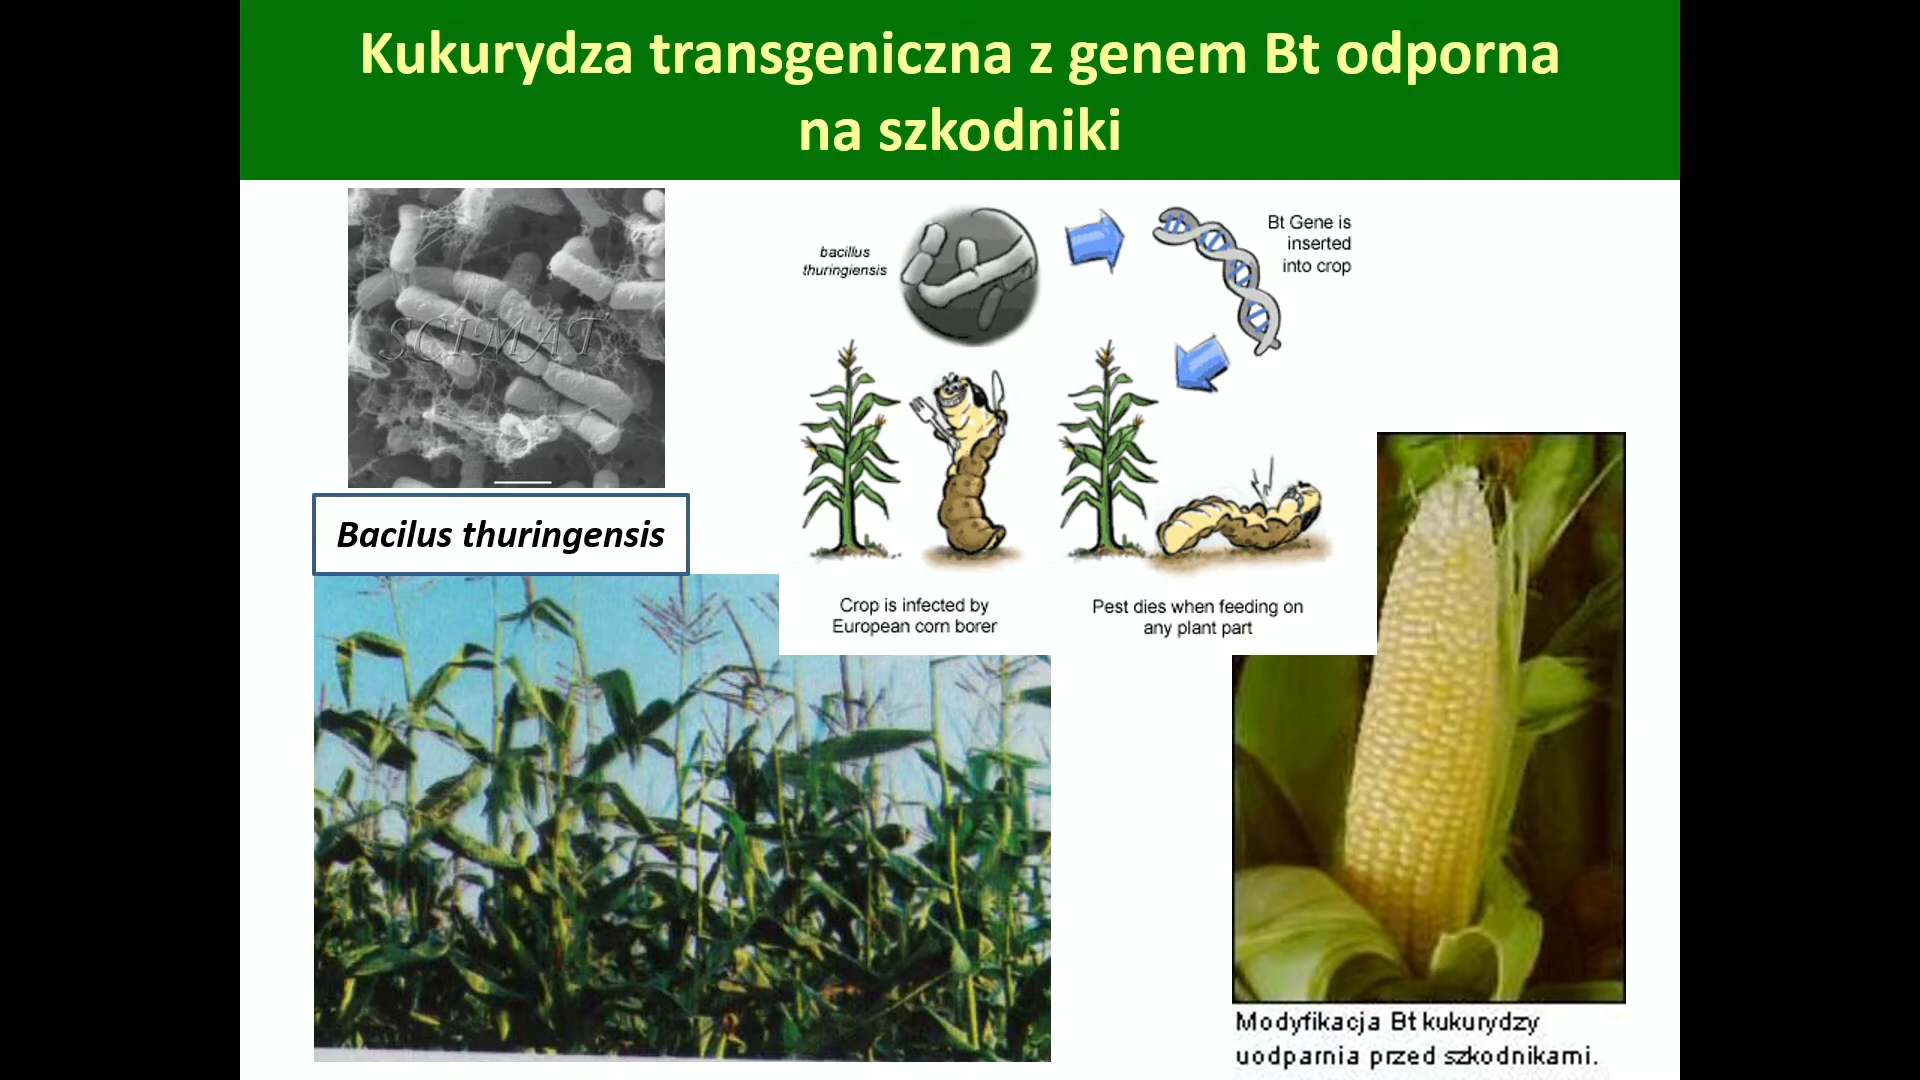 Kukurydza transgeniczna z genem Bt odporna
na szkodniki
SCIMAT
Bacilus thuringensis
bacillus
thuringiensis
Bt Gene is
inserted
into crop
Crop is infected by
European corn borer
Pest dies when feeding on
any plant part
Modyfikacja Bt kukurydzy
uodparnia przed szkodnikami.